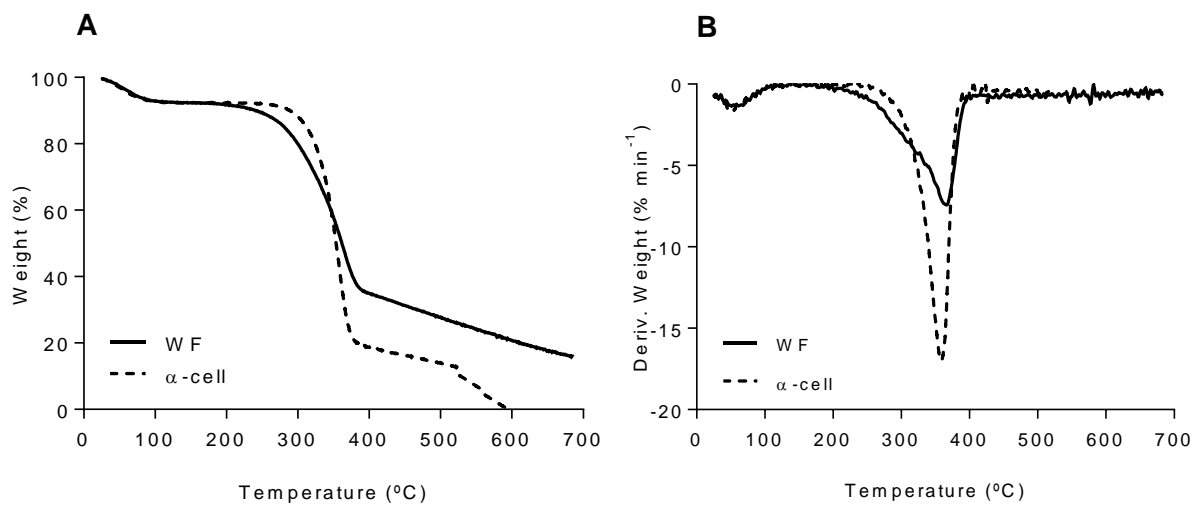 A
B
100
80
60
40
20
0
Weight (%)
WF
α-cell
0 100 200 300 400 500 600 700
Temperature (ºC)
0
-5
-10
-15
-20
Deriv. Weight (% min⁻¹)
WF
α-cell
0 100 200 300 400 500 600 700
Temperature (ºC)